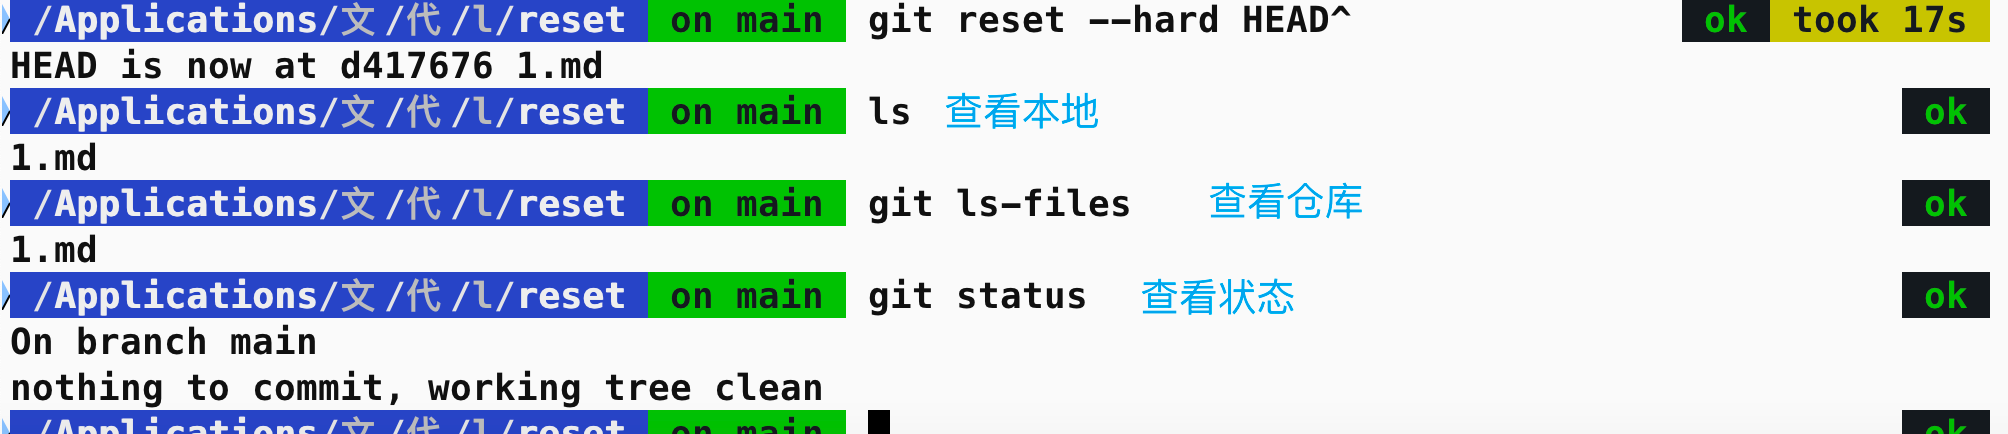 /Applications/文 /代 /l/reset on main git reset --hard HEAD^ ok took 17s
HEAD is now at d417676 1.md
/Applications/文 /代 /l/reset on main ls 查看本地 ok
1.md
/Applications/文 /代 /l/reset on main git ls-files 查看仓库 ok
1.md
/Applications/文 /代 /l/reset on main git status 查看状态 ok
On branch main
nothing to commit, working tree clean
/Applications/文 /代 /l/reset on main ok